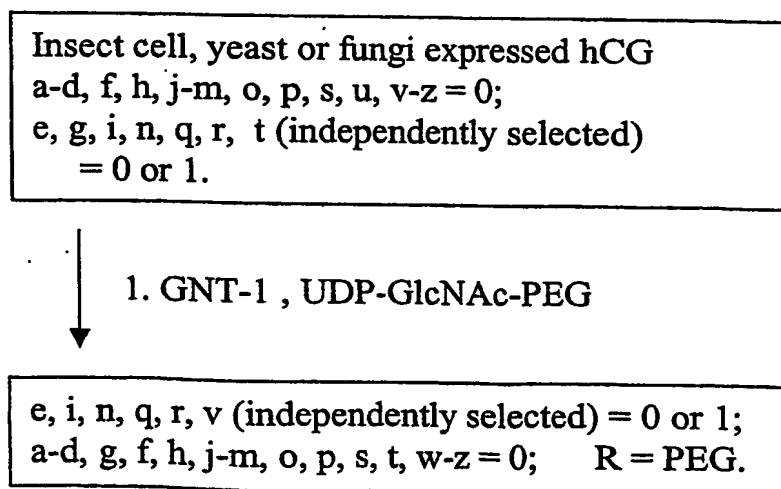 Insect cell, yeast or fungi expressed hCG
a-d, f, h, j-m, o, p, s, u, v-z = 0;
e, g, i, n, q, r, t (independently selected)
= 0 or 1.
1. GNT-1 , UDP-GlcNAc-PEG
e, i, n, q, r, v (independently selected) = 0 or 1;
a-d, g, f, h, j-m, o, p, s, t, w-z = 0; R = PEG.